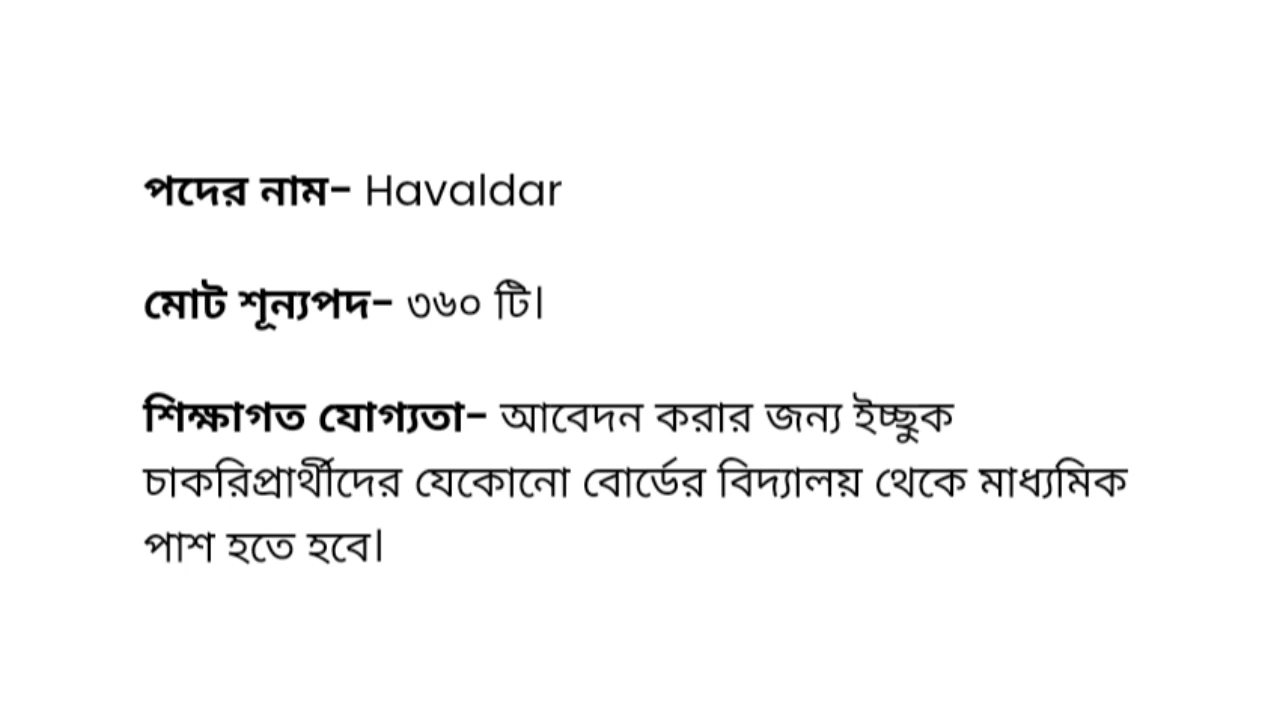 পদের নাম– Havaldar
মোট শূন্যপদ– ৩৬০ টি।
শিক্ষাগত যোগ্যতা– আবেদন করার জন্য ইচ্ছুক
চাকরিপ্রার্থীদের যেকোনো বোর্ডের বিদ্যালয় থেকে মাধ্যমিক
পাশ হতে হবে।